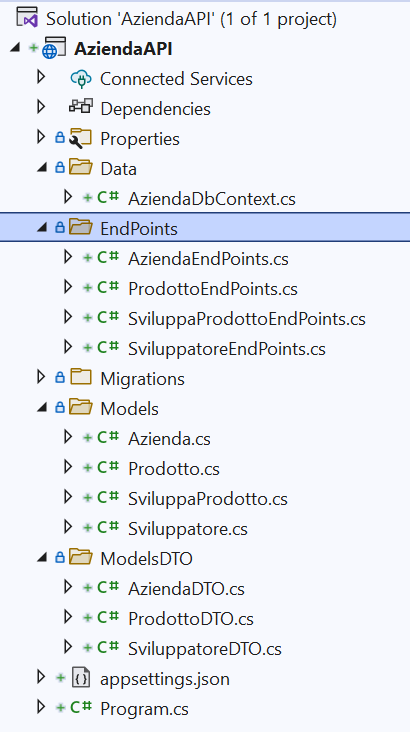 Solution 'AziendaAPI' (1 of 1 project)
AziendaAPI
Connected Services
Dependencies
Properties
Data
C# AziendaDbContext.cs
EndPoints
C# AziendaEndPoints.cs
C# ProdottoEndPoints.cs
C# SviluppaProdottoEndPoints.cs
C# SviluppatoreEndPoints.cs
Migrations
Models
C# Azienda.cs
C# Prodotto.cs
C# SviluppaProdotto.cs
C# Sviluppatore.cs
ModelsDTO
C# AziendaDTO.cs
C# ProdottoDTO.cs
C# SviluppatoreDTO.cs
appsettings.json
C# Program.cs